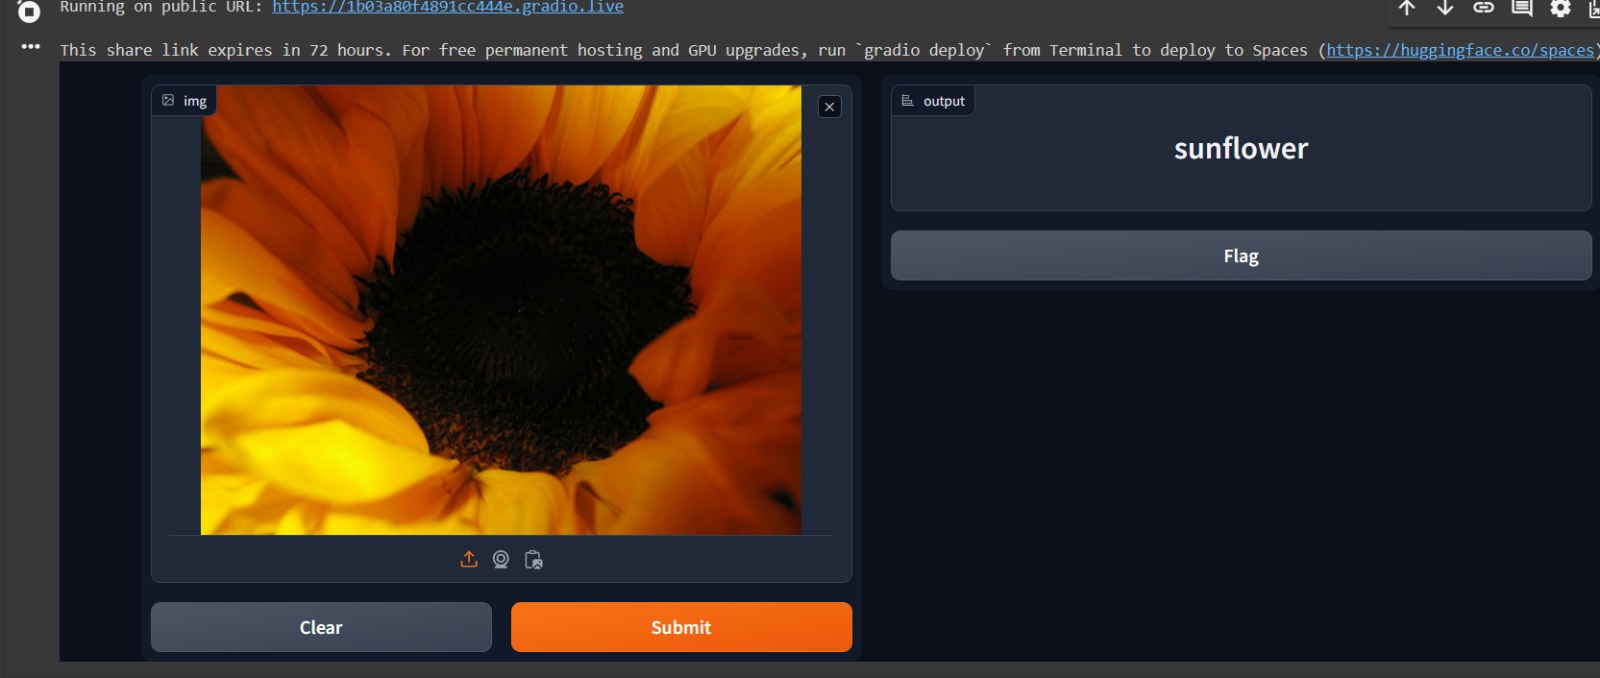 Running on public URL: https://1b03a80f4891cc444e.gradio.live
This share link expires in 72 hours. For free permanent hosting and GPU upgrades, run `gradio deploy` from Terminal to deploy to Spaces (https://huggingface.co/spaces)
img
output
sunflower
Flag
Clear
Submit